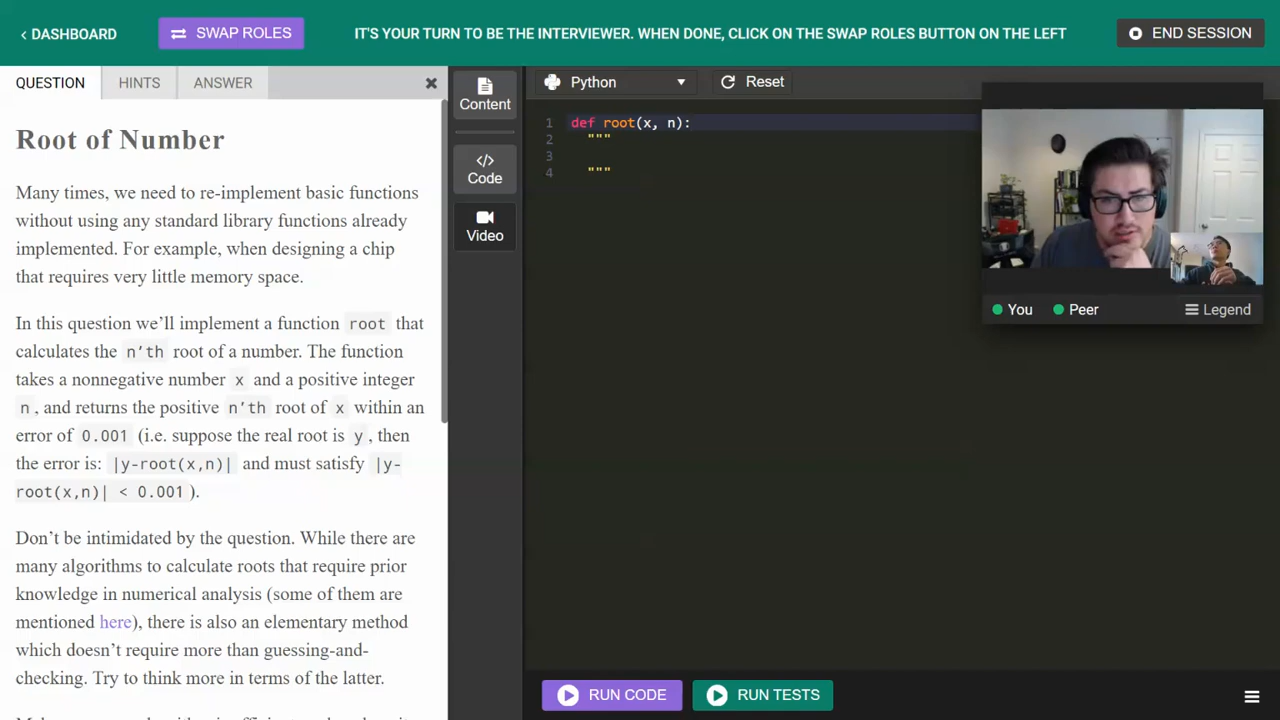 DASHBOARD
SWAP ROLES
IT'S YOUR TURN TO BE THE INTERVIEWER. WHEN DONE, CLICK ON THE SWAP ROLES BUTTON ON THE LEFT
END SESSION
QUESTION
HINTS
ANSWER
Root of Number
Many times, we need to re-implement basic functions
without using any standard library functions already
implemented. For example, when designing a chip
that requires very little memory space.
In this question we’ll implement a function root that
calculates the n’th root of a number. The function
takes a nonnegative number x and a positive integer
n , and returns the positive n’th root of x within an
error of 0.001 (i.e. suppose the real root is y , then
the error is: |y-root(x,n)| and must satisfy |y-
root(x,n)| < 0.001 ).
Don’t be intimidated by the question. While there are
many algorithms to calculate roots that require prior
knowledge in numerical analysis (some of them are
mentioned here), there is also an elementary method
which doesn’t require more than guessing-and-
checking. Try to think more in terms of the latter.
Content
Code
Video
Python
Reset
1 def root(x, n):
2 """
3
4 """
You
Peer
Legend
RUN CODE
RUN TESTS